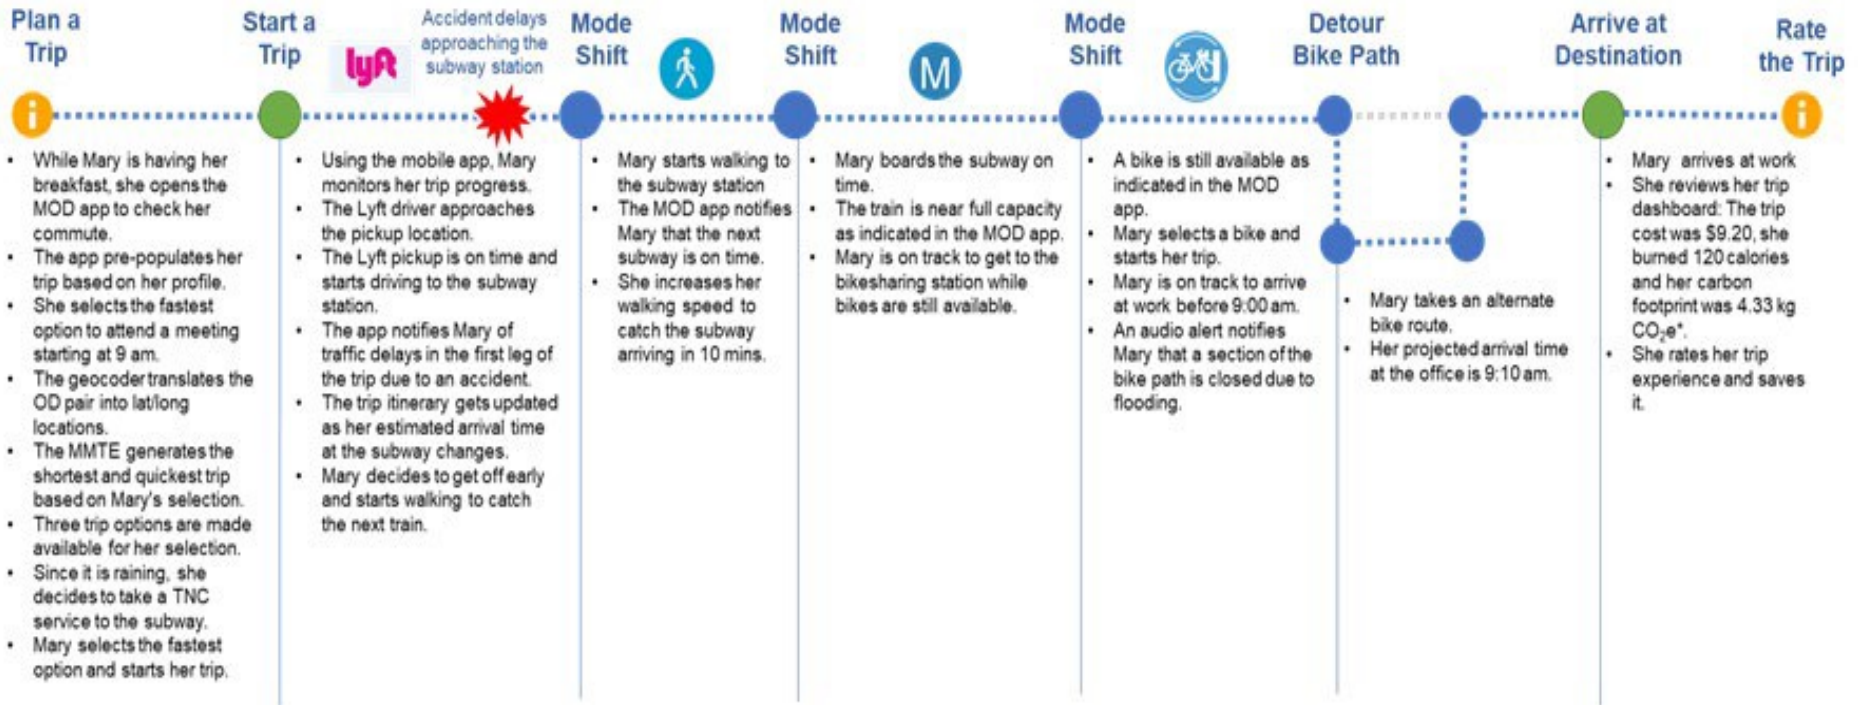 Plan a
Trip
Start a
Trip
lyft
Accident delays
approaching the
subway station
Mode
Shift
Mode
Shift
M
Mode
Shift
Detour
Bike Path
Arrive at
Destination
Rate
the Trip
i
i
• While Mary is having her
breakfast, she opens the
MOD app to check her
commute.
• The app pre-populates her
trip based on her profile.
• She selects the fastest
option to attend a meeting
starting at 9 am.
• The geocoder translates the
OD pair into lat/long
locations.
• The MMTE generates the
shortest and quickest trip
based on Mary's selection.
• Three trip options are made
available for her selection.
• Since it is raining, she
decides to take a TNC
service to the subway.
• Mary selects the fastest
option and starts her trip.
• Using the mobile app, Mary
monitors her trip progress.
• The Lyft driver approaches
the pickup location.
• The Lyft pickup is on time and
starts driving to the subway
station.
• The app notifies Mary of
traffic delays in the first leg of
the trip due to an accident.
• The trip itinerary gets updated
as her estimated arrival time
at the subway changes.
• Mary decides to get off early
and starts walking to catch
the next train.
• Mary starts walking to
the subway station
• The MOD app notifies
Mary that the next
subway is on time.
• She increases her
walking speed to
catch the subway
arriving in 10 mins.
• Mary boards the subway on
time.
• The train is near full capacity
as indicated in the MOD app.
• Mary is on track to get to the
bikesharing station while
bikes are still available.
• A bike is still available as
indicated in the MOD
app.
• Mary selects a bike and
starts her trip.
• Mary is on track to arrive
at work before 9:00 am.
• An audio alert notifies
Mary that a section of the
bike path is closed due to
flooding.
• Mary takes an alternate
bike route.
• Her projected arrival time
at the office is 9:10 am.
• Mary arrives at work
• She reviews her trip
dashboard: The trip
cost was $9.20, she
burned 120 calories
and her carbon
footprint was 4.33 kg
CO₂e*.
• She rates her trip
experience and saves
it.